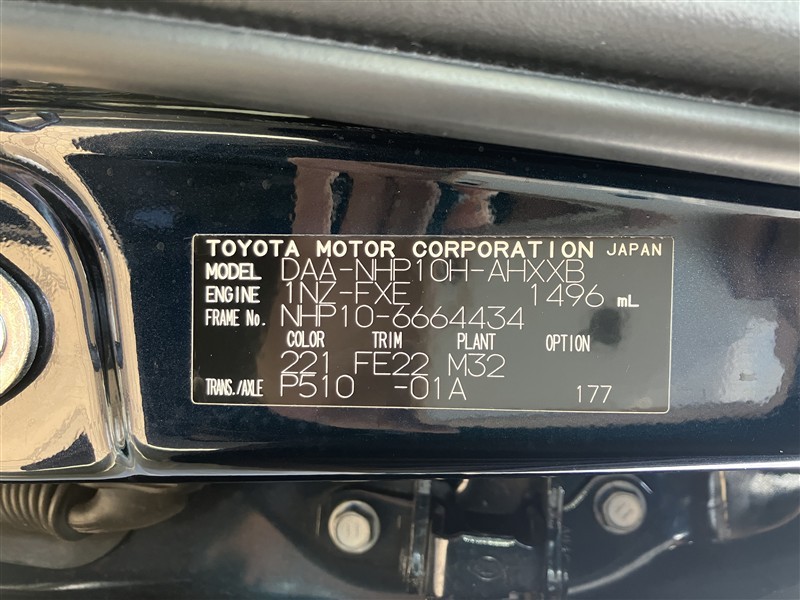 TOYOTA MOTOR CORPORATION JAPAN
MODEL DAA-NHP10H-AHXXB
ENGINE 1NZ-FXE 1496 mL
FRAME No. NHP10-6664434
COLOR TRIM PLANT OPTION
221 FE22 M32
TRANS./AXLE P510 -01A 177